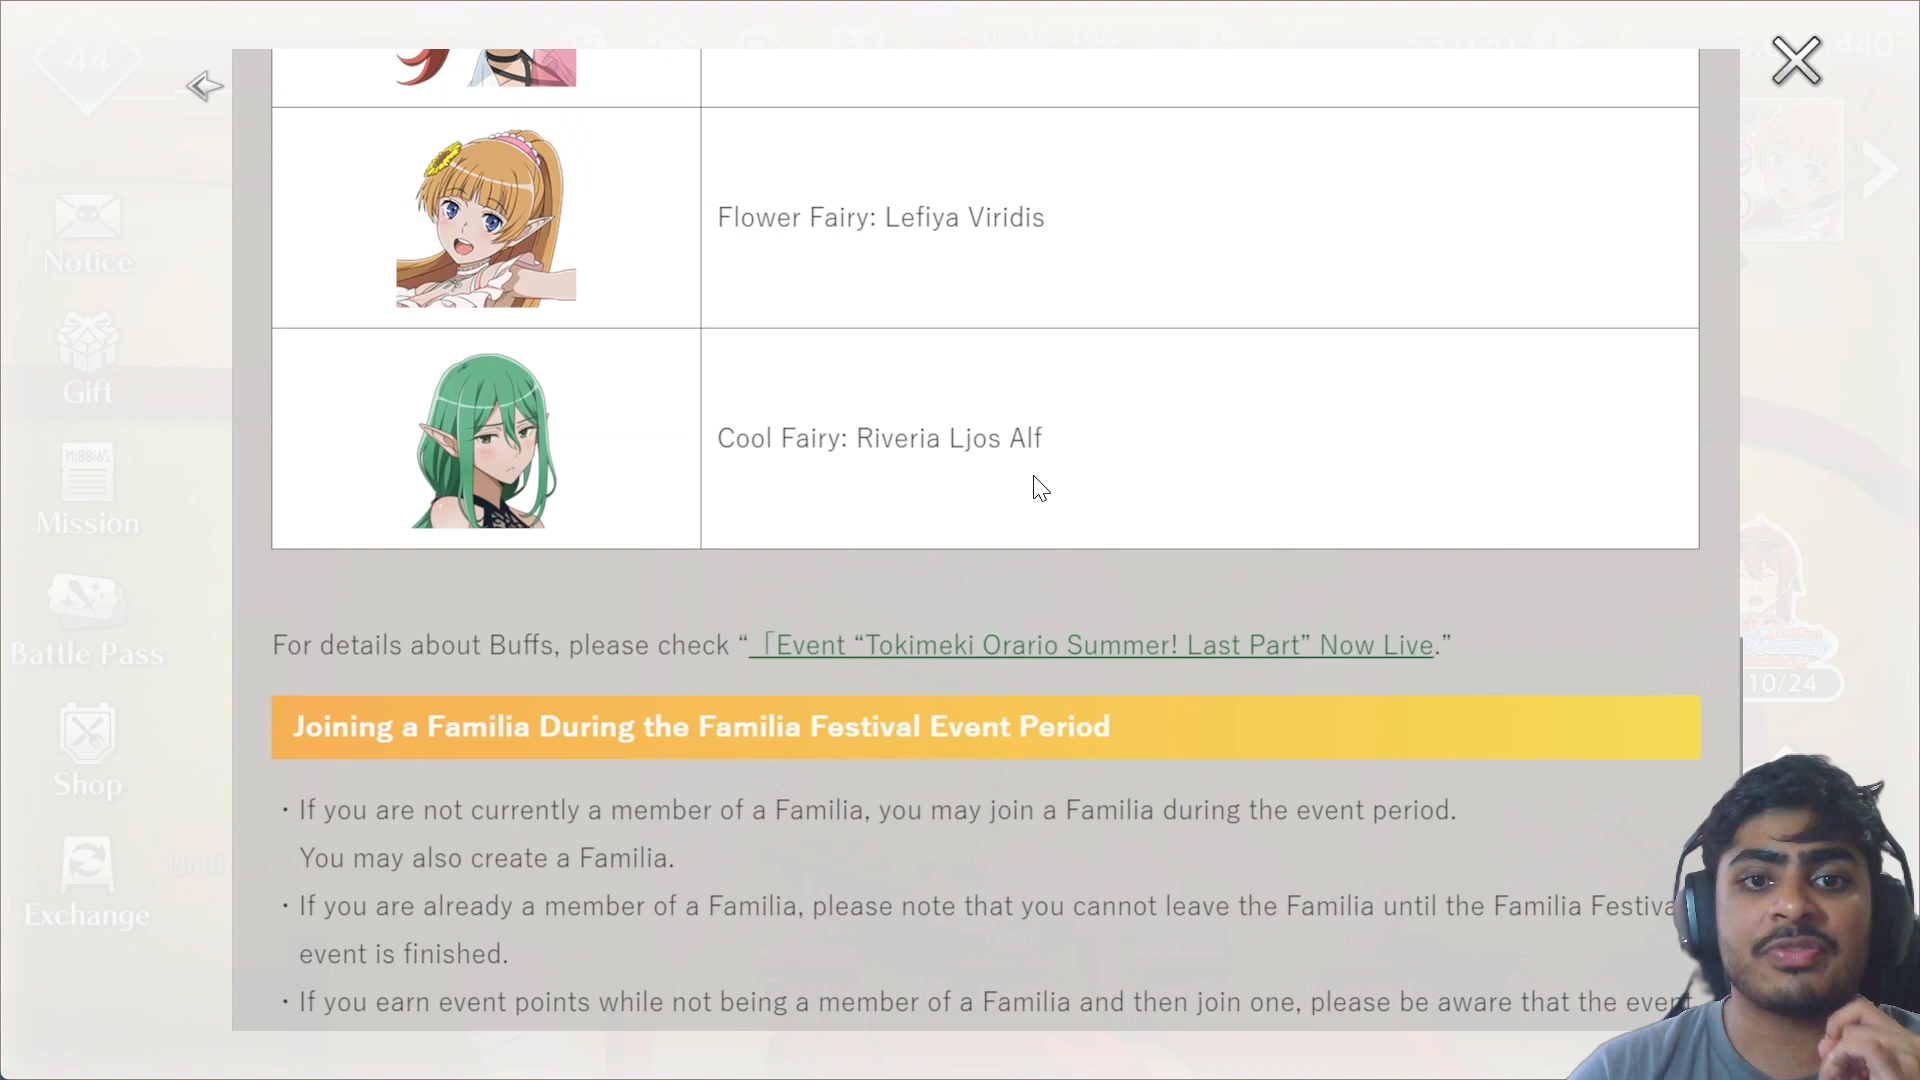 44
Notice
Gift
Mission
Battle Pass
Shop
Exchange
Flower Fairy: Lefiya Viridis
Cool Fairy: Riveria Ljos Alf
For details about Buffs, please check “「Event “Tokimeki Orario Summer! Last Part” Now Live.”
Joining a Familia During the Familia Festival Event Period
・If you are not currently a member of a Familia, you may join a Familia during the event period.
You may also create a Familia.
・If you are already a member of a Familia, please note that you cannot leave the Familia until the Familia Festiva
event is finished.
・If you earn event points while not being a member of a Familia and then join one, please be aware that the event
10/24